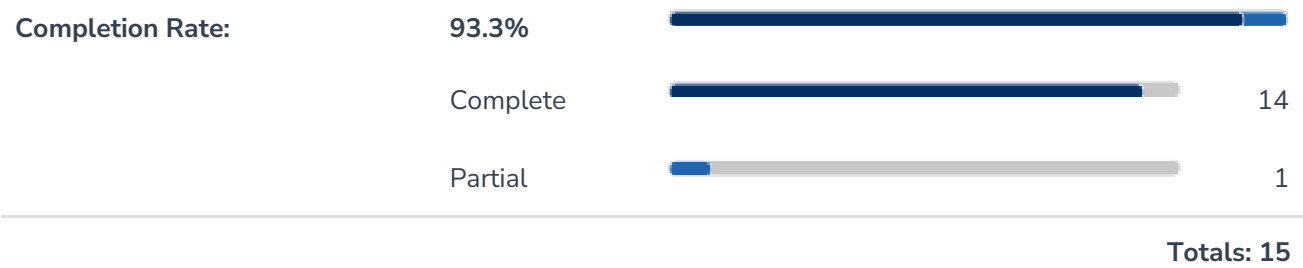 Completion Rate: 93.3%
Complete 14
Partial 1
Totals: 15